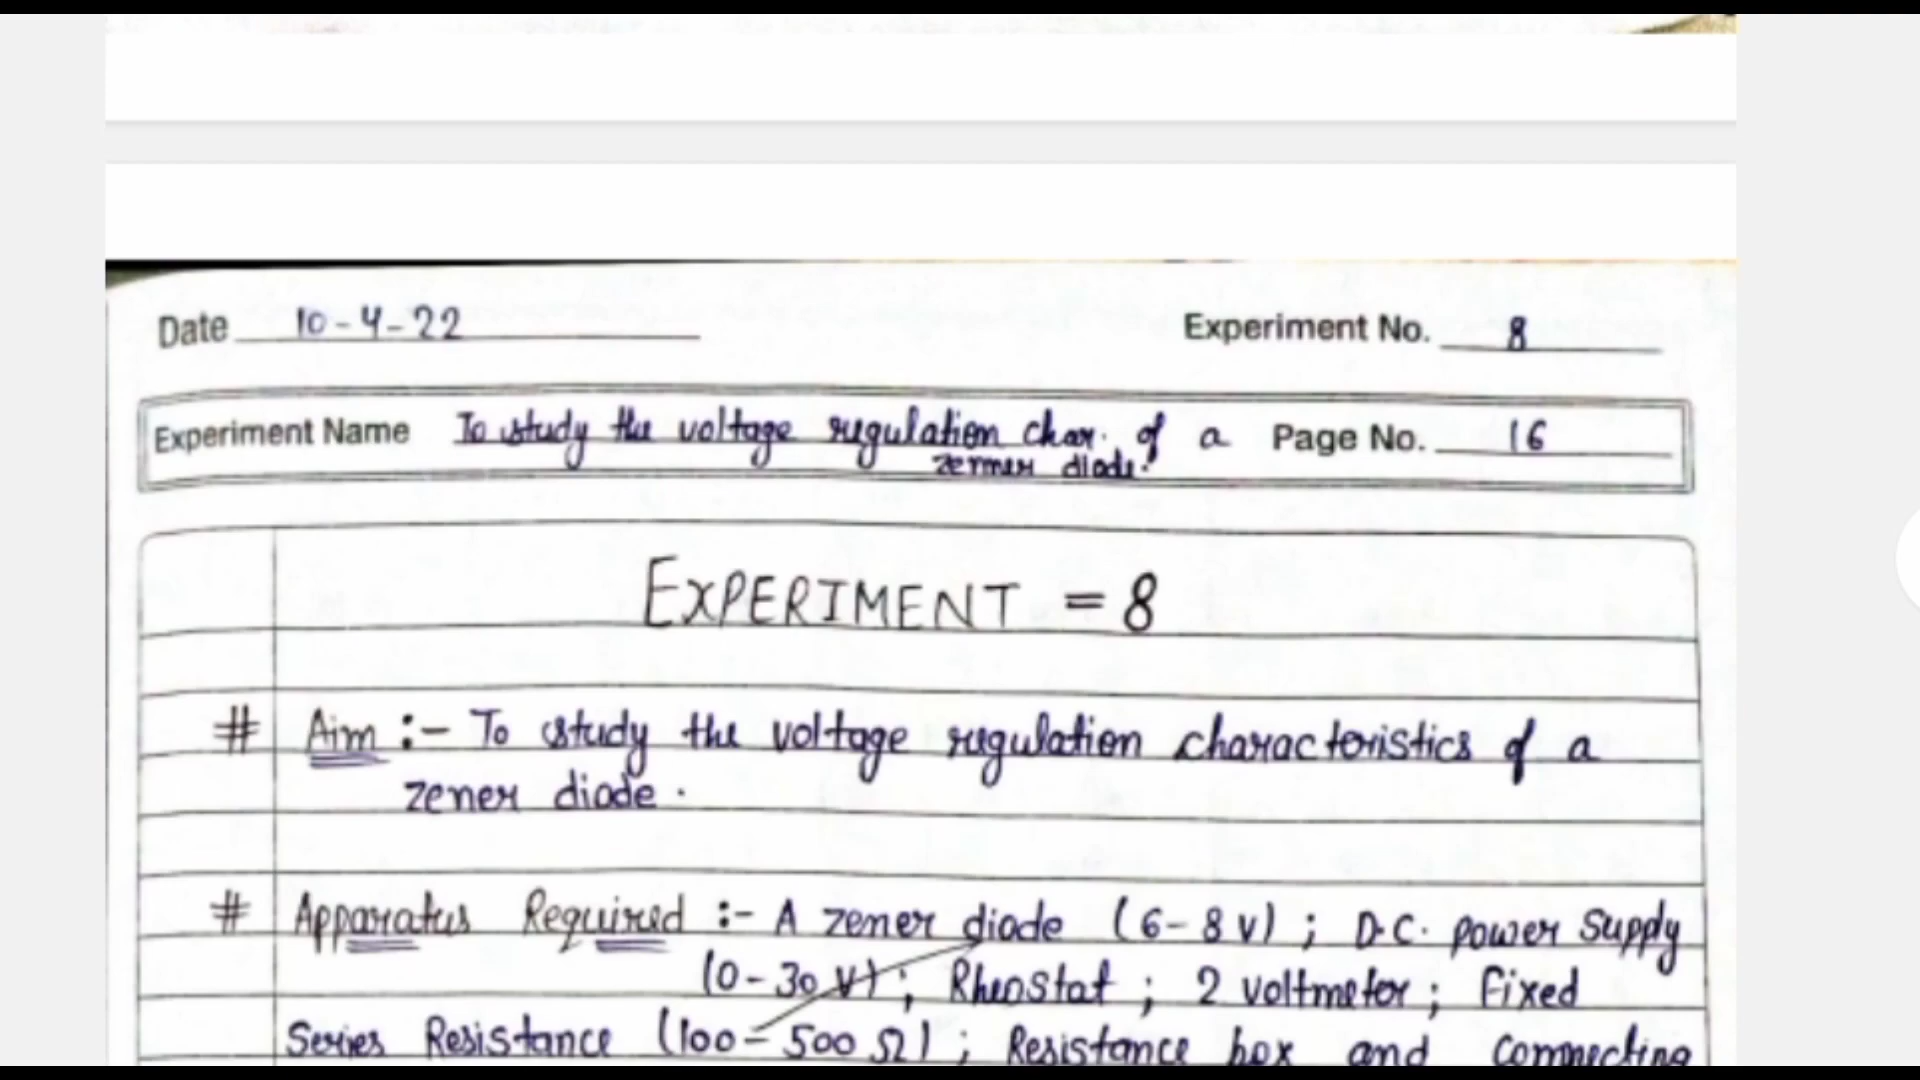 Date 10-4-22 Experiment No. 8
Experiment Name To study the voltage regulation char. of a Page No. 16
zenner diode.
EXPERIMENT = 8
# Aim :- To study the voltage regulation characteristics of a
zener diode.
# Apparatus Required :- A zener diode (6-8 V) ; D.C. power Supply
(0-30 V) ; Rheostat ; 2 voltmeter ; fixed
Series Resistance (100-500 Ω) ; Resistance box and connecting